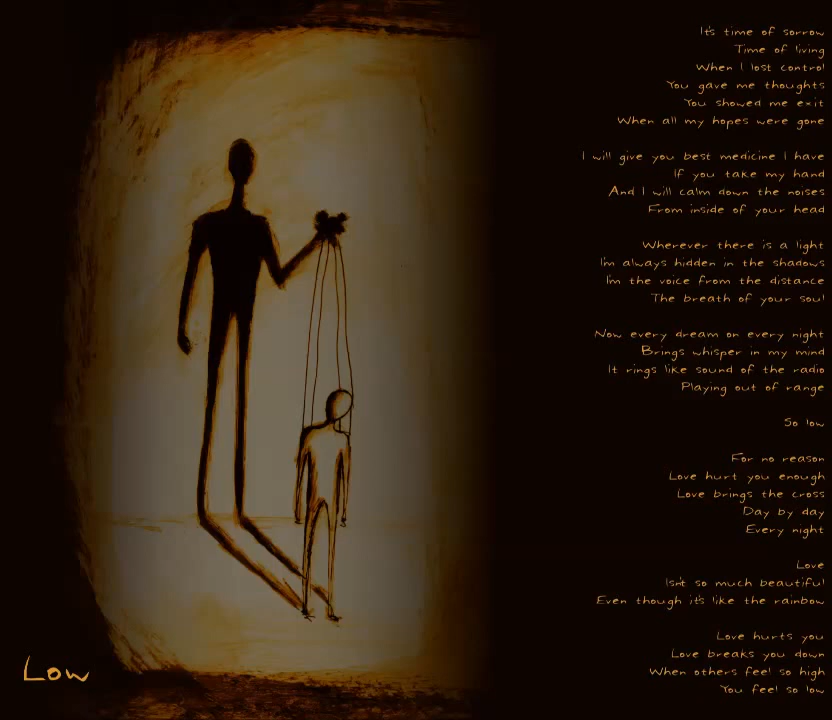 It's time of sorrow
Time of living
When I lost control
You gave me thoughts
You showed me exit
When all my hopes were gone
I will give you best medicine I have
If you take my hand
And I will calm down the noises
From inside of your head
Wherever there is a light
I'm always hidden in the shadows
I'm the voice from the distance
The breath of your soul
Now every dream on every night
Brings whisper in my mind
It rings like sound of the radio
Playing out of range
So low
For no reason
Love hurt you enough
Love brings the cross
Day by day
Every night
Love
Isn't so much beautiful
Even though it's like the rainbow
Love hurts you
Love breaks you down
When others feel so high
You feel so low
Low